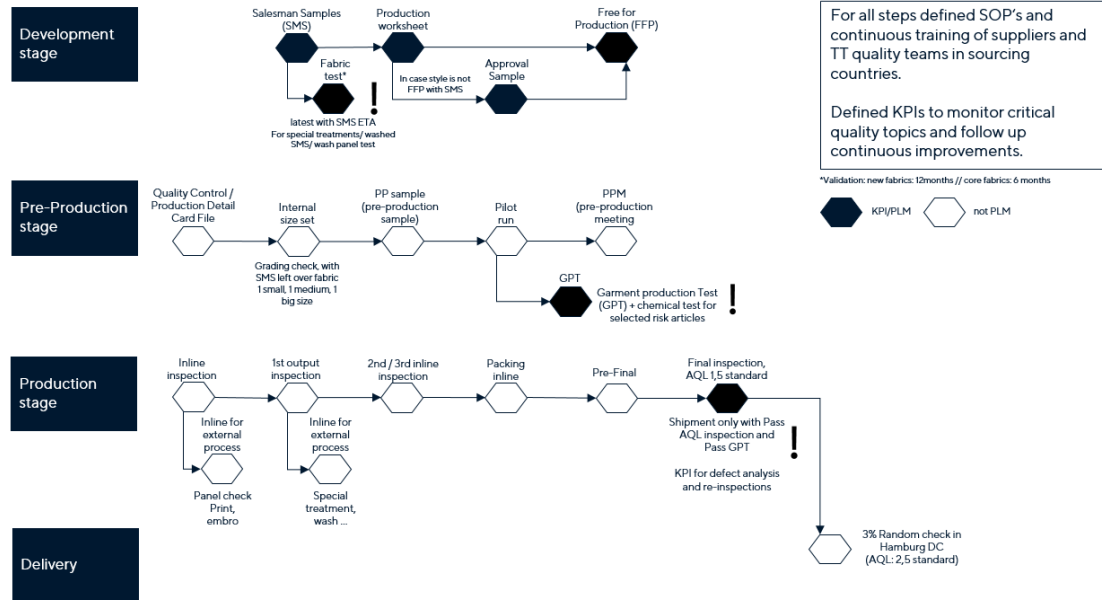 Development
stage
Salesman Samples
(SMS)
Production
worksheet
Free for
Production (FFP)
Fabric
test*
!
In case style is not
FFP with SMS
Approval
Sample
latest with SMS ETA
For special treatments/ washed
SMS/ wash panel test
For all steps defined SOP's and
continuous training of suppliers and
TT quality teams in sourcing
countries.
Defined KPIs to monitor critical
quality topics and follow up
continuous improvements.
*Validation: new fabrics: 12months // core fabrics: 6 months
KPI/PLM
not PLM
Pre-Production
stage
Quality Control /
Production Detail
Card File
Internal
size set
PP sample
(pre-production
sample)
Pilot
run
PPM
(pre-production
meeting)
Grading check, with
SMS left over fabric
1 small, 1 medium, 1
big size
GPT
Garment production Test
(GPT) + chemical test for
selected risk articles
!
Production
stage
Inline
inspection
1st output
inspection
2nd / 3rd inline
inspection
Packing
inline
Pre-Final
Final inspection,
AQL 1,5 standard
Inline for
external
process
Inline for
external
process
Shipment only with Pass
AQL inspection and
Pass GPT
!
KPI for defect analysis
and re-inspections
Panel check
Print,
embro
Special
treatment,
wash ...
Delivery
3% Random check in
Hamburg DC
(AQL: 2,5 standard)